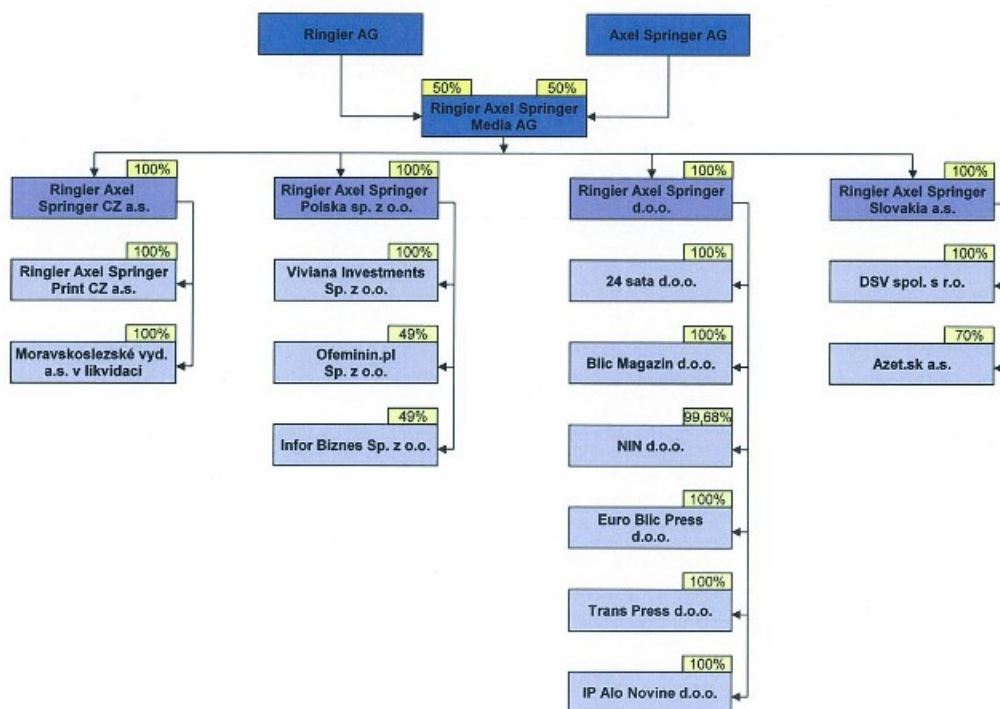 Ringier AG
Axel Springer AG
50%
50%
Ringier Axel Springer
Media AG
100%
Ringier Axel
Springer CZ a.s.
100%
Ringier Axel Springer
Print CZ a.s.
100%
Moravskoslezské vyd.
a.s. v likvidaci
100%
Ringier Axel Springer
Polska sp. z o.o.
100%
Viviana Investments
Sp. z o.o.
49%
Ofeminin.pl
Sp. z o.o.
49%
Infor Biznes Sp. z o.o.
100%
Ringier Axel Springer
d.o.o.
100%
24 sata d.o.o.
100%
Blic Magazin d.o.o.
99,68%
NIN d.o.o.
100%
Euro Blic Press
d.o.o.
100%
Trans Press d.o.o.
100%
IP Alo Novine d.o.o.
100%
Ringier Axel Springer
Slovakia a.s.
100%
DSV spol. s r.o.
70%
Azet.sk a.s.